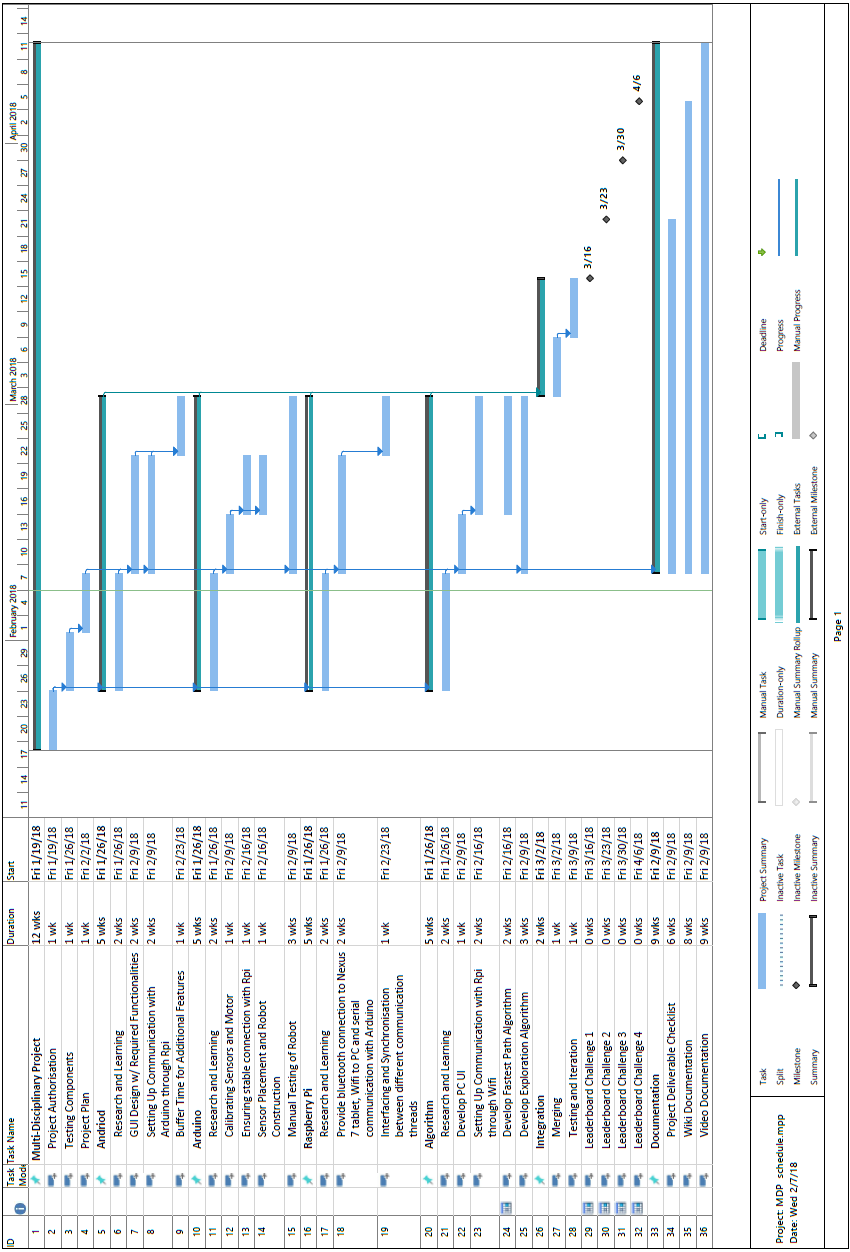 ID Task Mode Task Name Duration Start
11 14 17 20 23 26 29 1 4 7 10 13 16 19 22 25 28 3 6 9 12 15 18 21 24 27 30 2 5 8 11 14
February 2018 March 2018 April 2018
1 Multi-Disciplinary Project 12 wks Fri 1/19/18
2 Project Authorisation 1 wk Fri 1/19/18
3 Testing Components 1 wk Fri 1/26/18
4 Project Plan 1 wk Fri 2/2/18
5 Andriod 5 wks Fri 1/26/18
6 Research and Learning 2 wks Fri 1/26/18
7 GUI Design w/ Required Functionalities 2 wks Fri 2/9/18
8 Setting Up Communication with 2 wks Fri 2/9/18
Arduino through Rpi
9 Buffer Time for Additional Features 1 wk Fri 2/23/18
10 Arduino 5 wks Fri 1/26/18
11 Research and Learning 2 wks Fri 1/26/18
12 Calibrating Sensors and Motor 1 wk Fri 2/9/18
13 Ensuring stable connection with Rpi 1 wk Fri 2/16/18
14 Sensor Placement and Robot 1 wk Fri 2/16/18
Construction
15 Manual Testing of Robot 3 wks Fri 2/9/18
16 Raspberry Pi 5 wks Fri 1/26/18
17 Research and Learning 2 wks Fri 1/26/18
18 Provide bluetooth connection to Nexus 2 wks Fri 2/9/18
7 tablet, Wifi to PC and serial
communication with Arduino
19 Interfacing and Synchronisation 1 wk Fri 2/23/18
between different communication
threads
20 Algorithm 5 wks Fri 1/26/18
21 Research and Learning 2 wks Fri 1/26/18
22 Develop PC UI 1 wk Fri 2/9/18
23 Setting Up Communication with Rpi 2 wks Fri 2/16/18
through Wifi
24 Develop Fastest Path Algorithm 2 wks Fri 2/16/18
25 Develop Exploration Algorithm 3 wks Fri 2/9/18
26 Integration 2 wks Fri 3/2/18
27 Merging 1 wk Fri 3/2/18
28 Testing and Iteration 1 wk Fri 3/9/18
29 Leaderboard Challenge 1 0 wks Fri 3/16/18 3/16
30 Leaderboard Challenge 2 0 wks Fri 3/23/18 3/23
31 Leaderboard Challenge 3 0 wks Fri 3/30/18 3/30
32 Leaderboard Challenge 4 0 wks Fri 4/6/18 4/6
33 Documentation 9 wks Fri 2/9/18
34 Project Deliverable Checklist 6 wks Fri 2/9/18
35 Wiki Documentation 8 wks Fri 2/9/18
36 Video Documentation 9 wks Fri 2/9/18
Project: MDP_schedule.mpp
Date: Wed 2/7/18
Task Project Summary Manual Task Start-only Deadline
Split Inactive Task Duration-only Finish-only Progress
Milestone Inactive Milestone Manual Summary Rollup External Tasks Manual Progress
Summary Inactive Summary Manual Summary External Milestone
Page 1